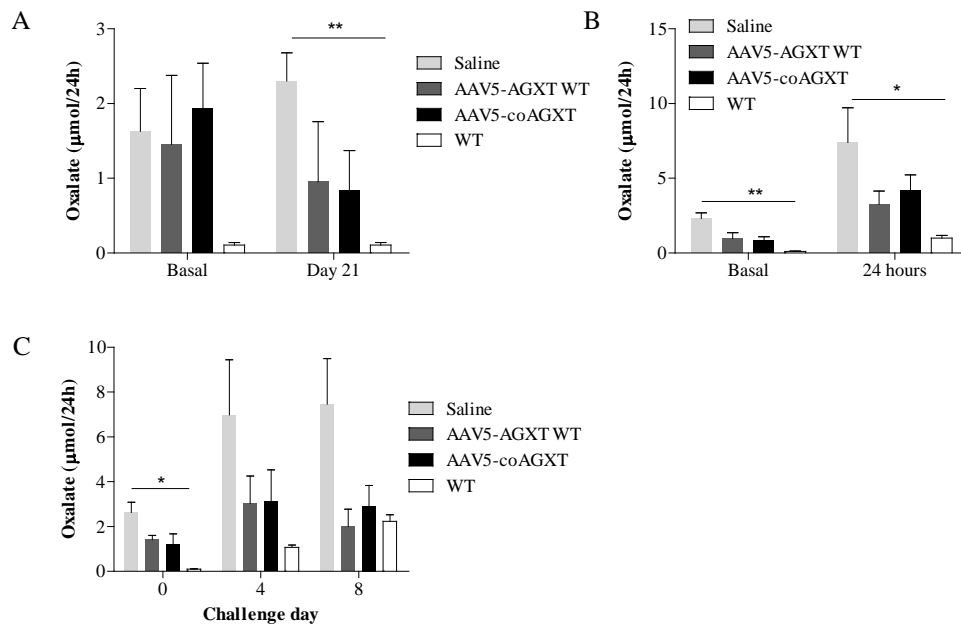 A
Oxalate (μmol/24h)
3
2
1
0
**
Basal
Day 21
Saline
AAV5-AGXT WT
AAV5-coAGXT
WT
B
Oxalate (μmol/24h)
15
10
5
0
Saline
AAV5-AGXT WT
AAV5-coAGXT
WT
**
*
Basal
24 hours
C
Oxalate (μmol/24h)
10
8
6
4
2
0
*
0
4
8
Challenge day
Saline
AAV5-AGXT WT
AAV5-coAGXT
WT